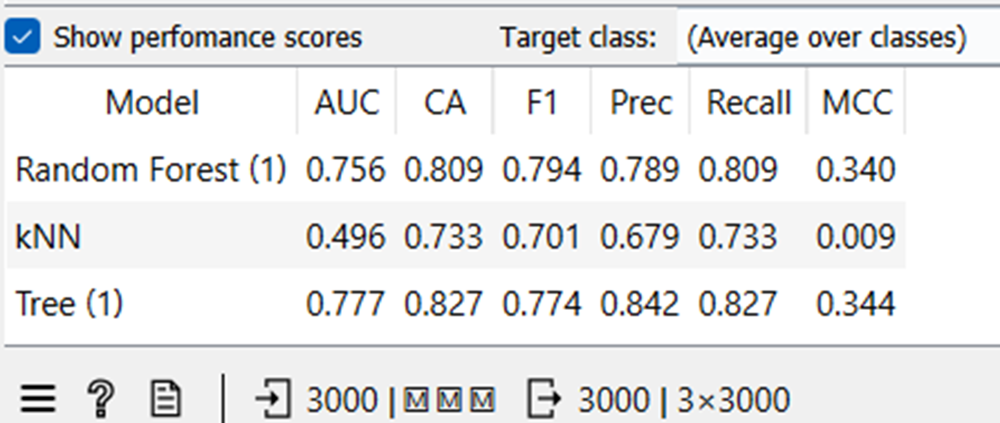 Show perfomance scores Target class: (Average over classes)
Model AUC CA F1 Prec Recall MCC
Random Forest (1) 0.756 0.809 0.794 0.789 0.809 0.340
kNN 0.496 0.733 0.701 0.679 0.733 0.009
Tree (1) 0.777 0.827 0.774 0.842 0.827 0.344
? | 3000 | M M M 3000 | 3×3000